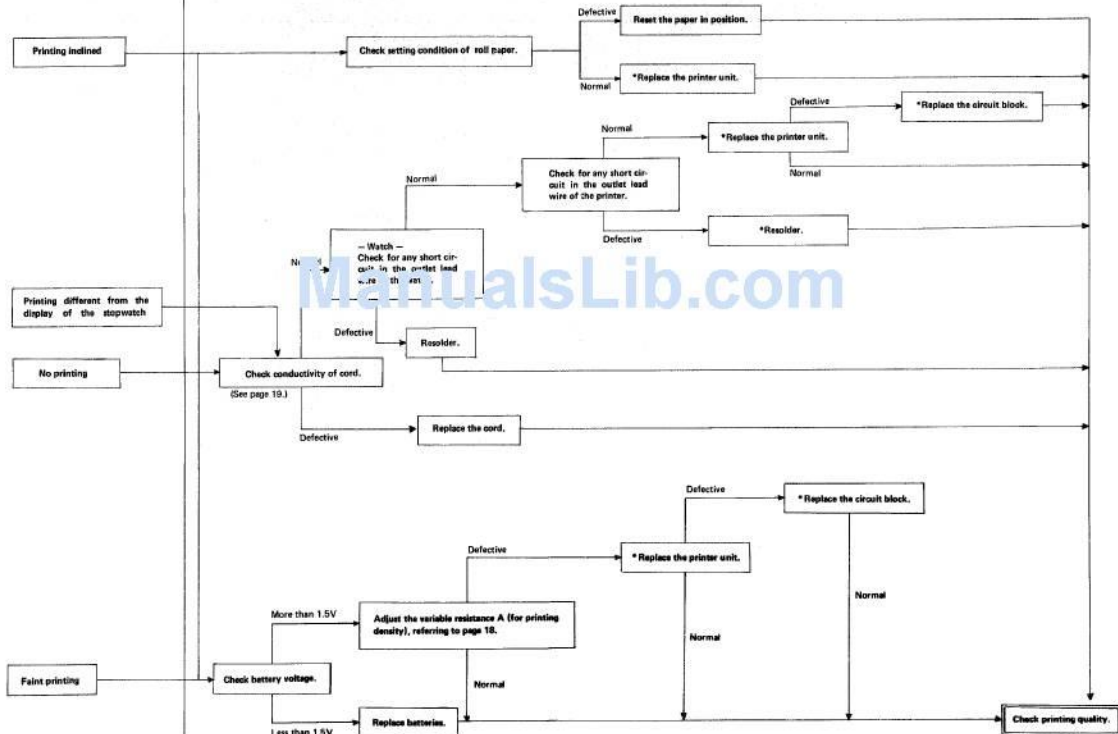 Defective
Reset the paper in position.
Printing inclined
Check setting condition of roll paper.
Normal
*Replace the printer unit.
Defective
*Replace the circuit block.
Normal
*Replace the printer unit.
Normal
Normal
Check for any short cir-
cuit in the outlet lead
wire of the printer.
Defective
*Resolder.
— Watch —
Check for any short cir-
cuit in the outlet lead
wire
ManualsLib.com
Printing different from the
display of the stopwatch
Defective
Resolder.
No printing
Check conductivity of cord.
(See page 19.)
Replace the cord.
Defective
Defective
*Replace the circuit block.
Defective
*Replace the printer unit.
Normal
More than 1.5V
Adjust the variable resistance A (for printing
density), referring to page 18.
Normal
Faint printing
Check battery voltage.
Normal
Replace batteries.
Check printing quality.
Less than 1.5V